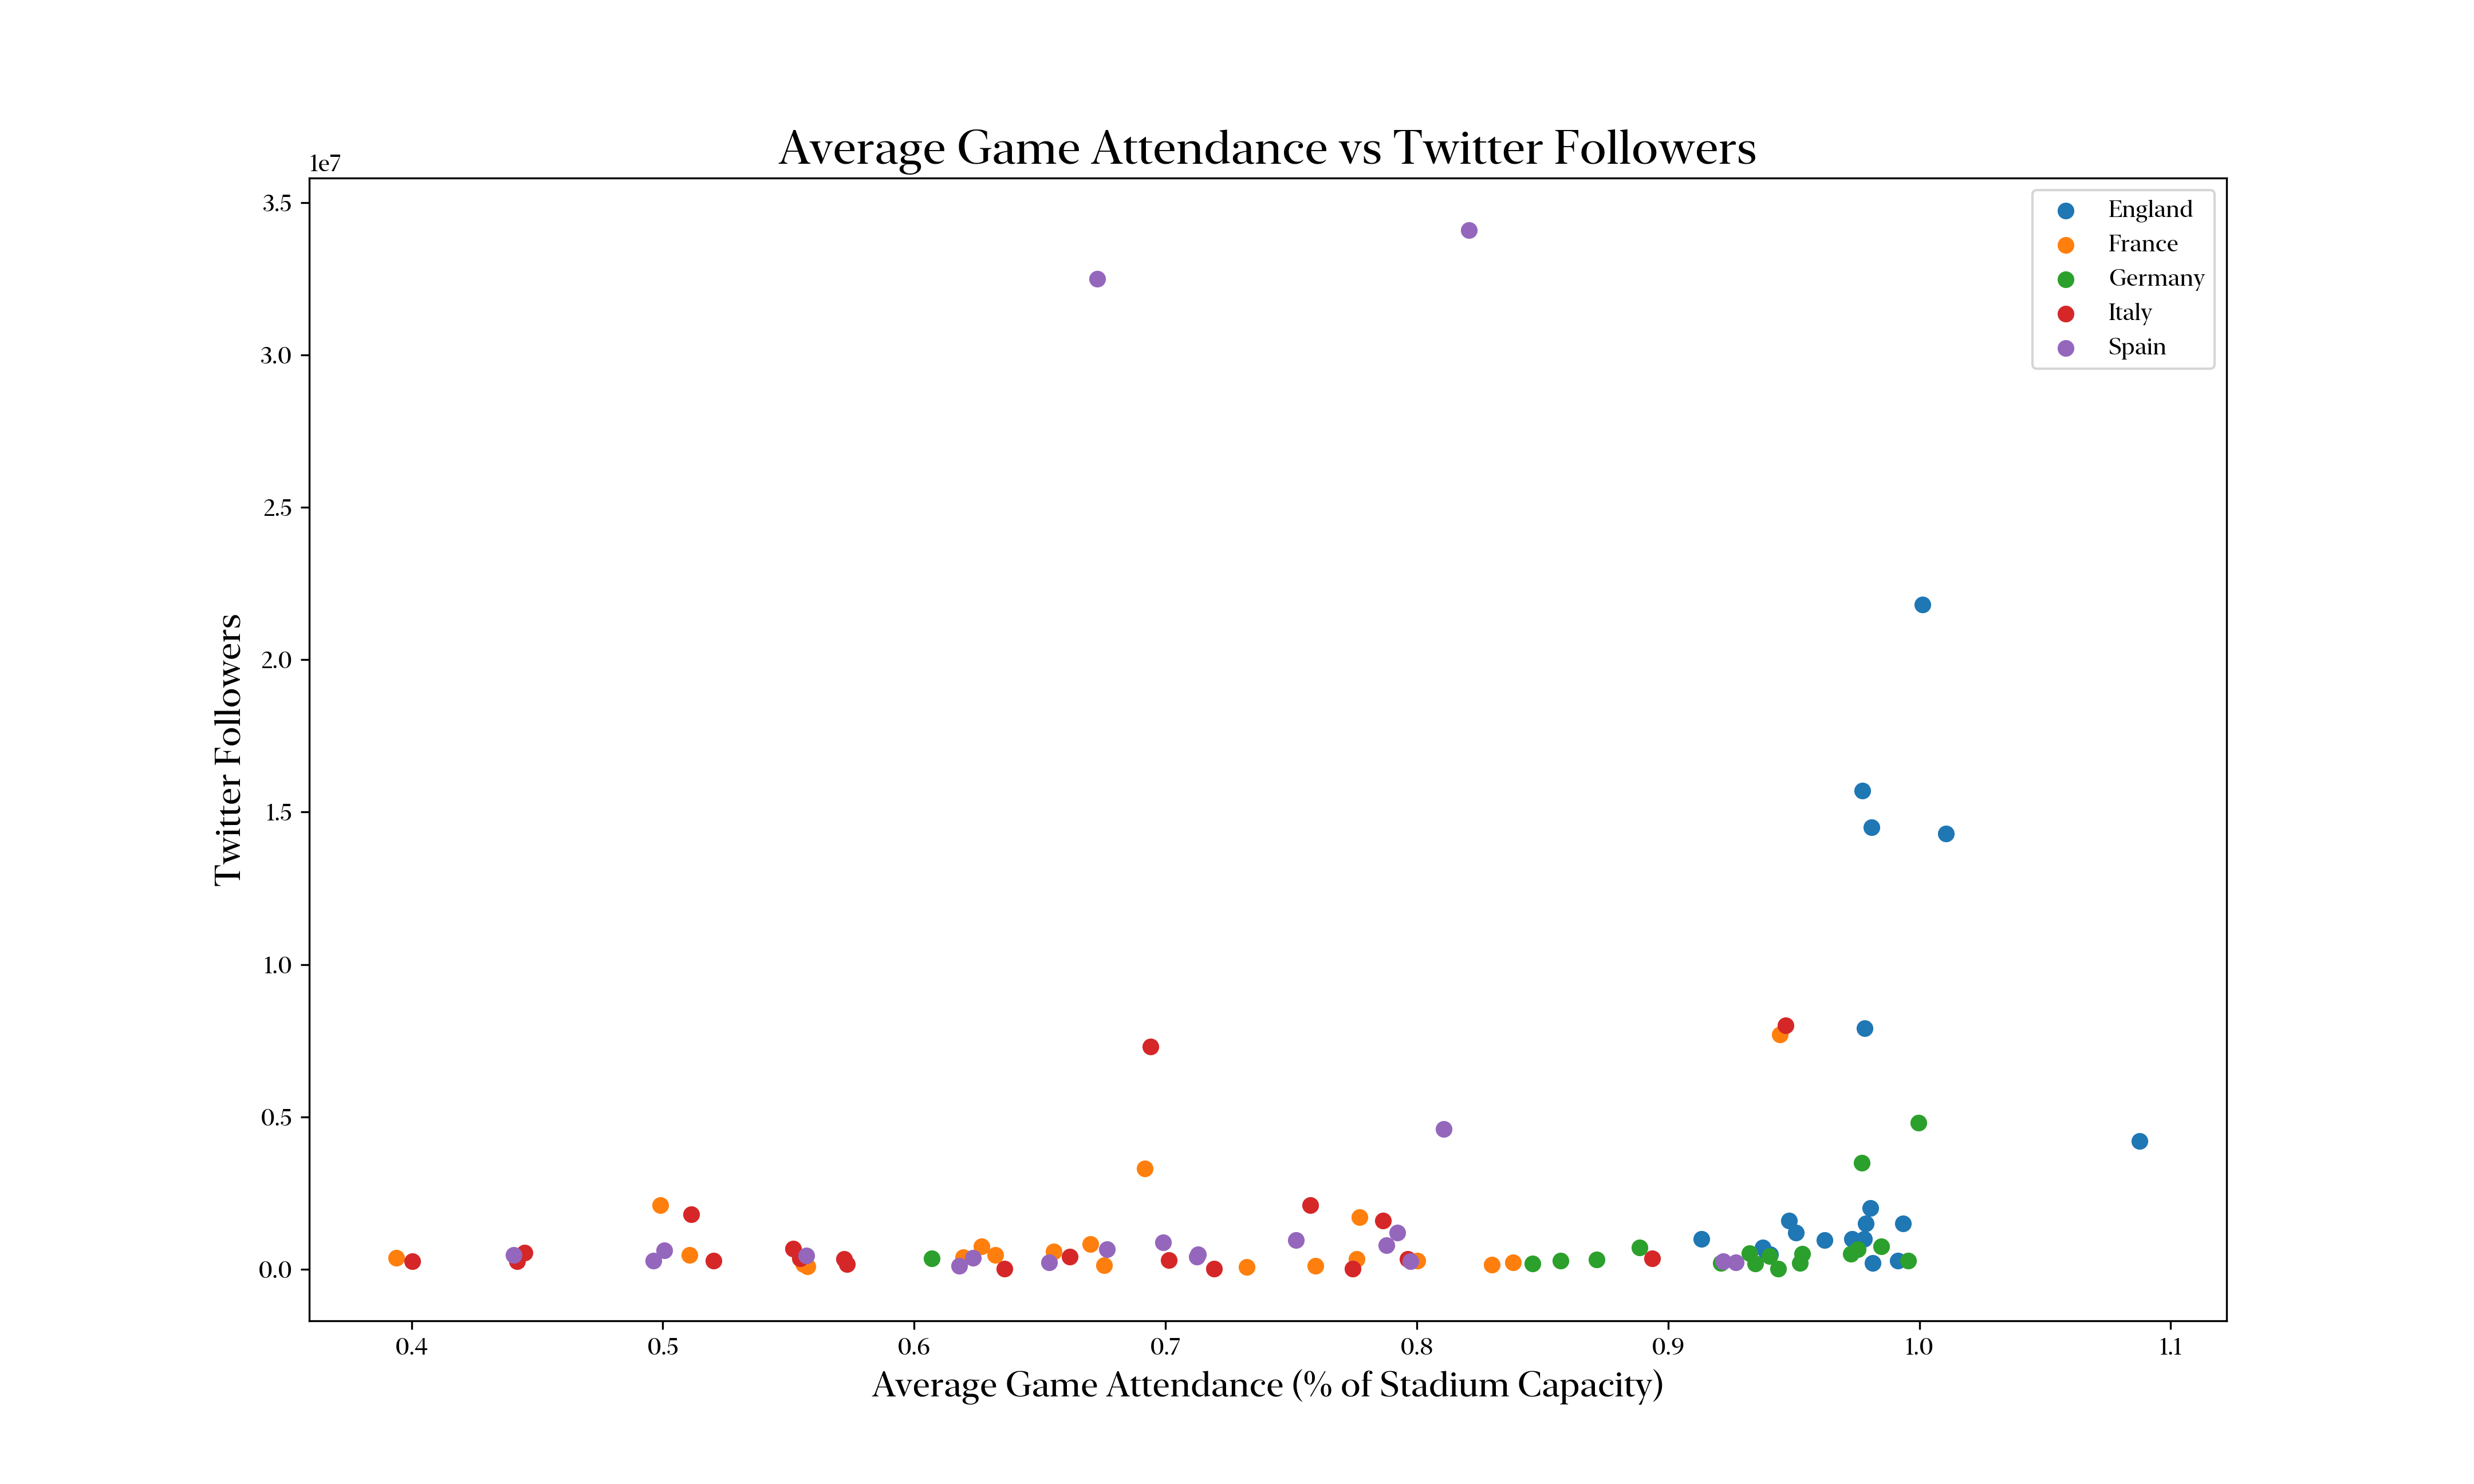 Average Game Attendance vs Twitter Followers
1e7
3.5
3.0
2.5
2.0
1.5
1.0
0.5
0.0
Twitter Followers
England
France
Germany
Italy
Spain
0.4 0.5 0.6 0.7 0.8 0.9 1.0 1.1
Average Game Attendance (% of Stadium Capacity)